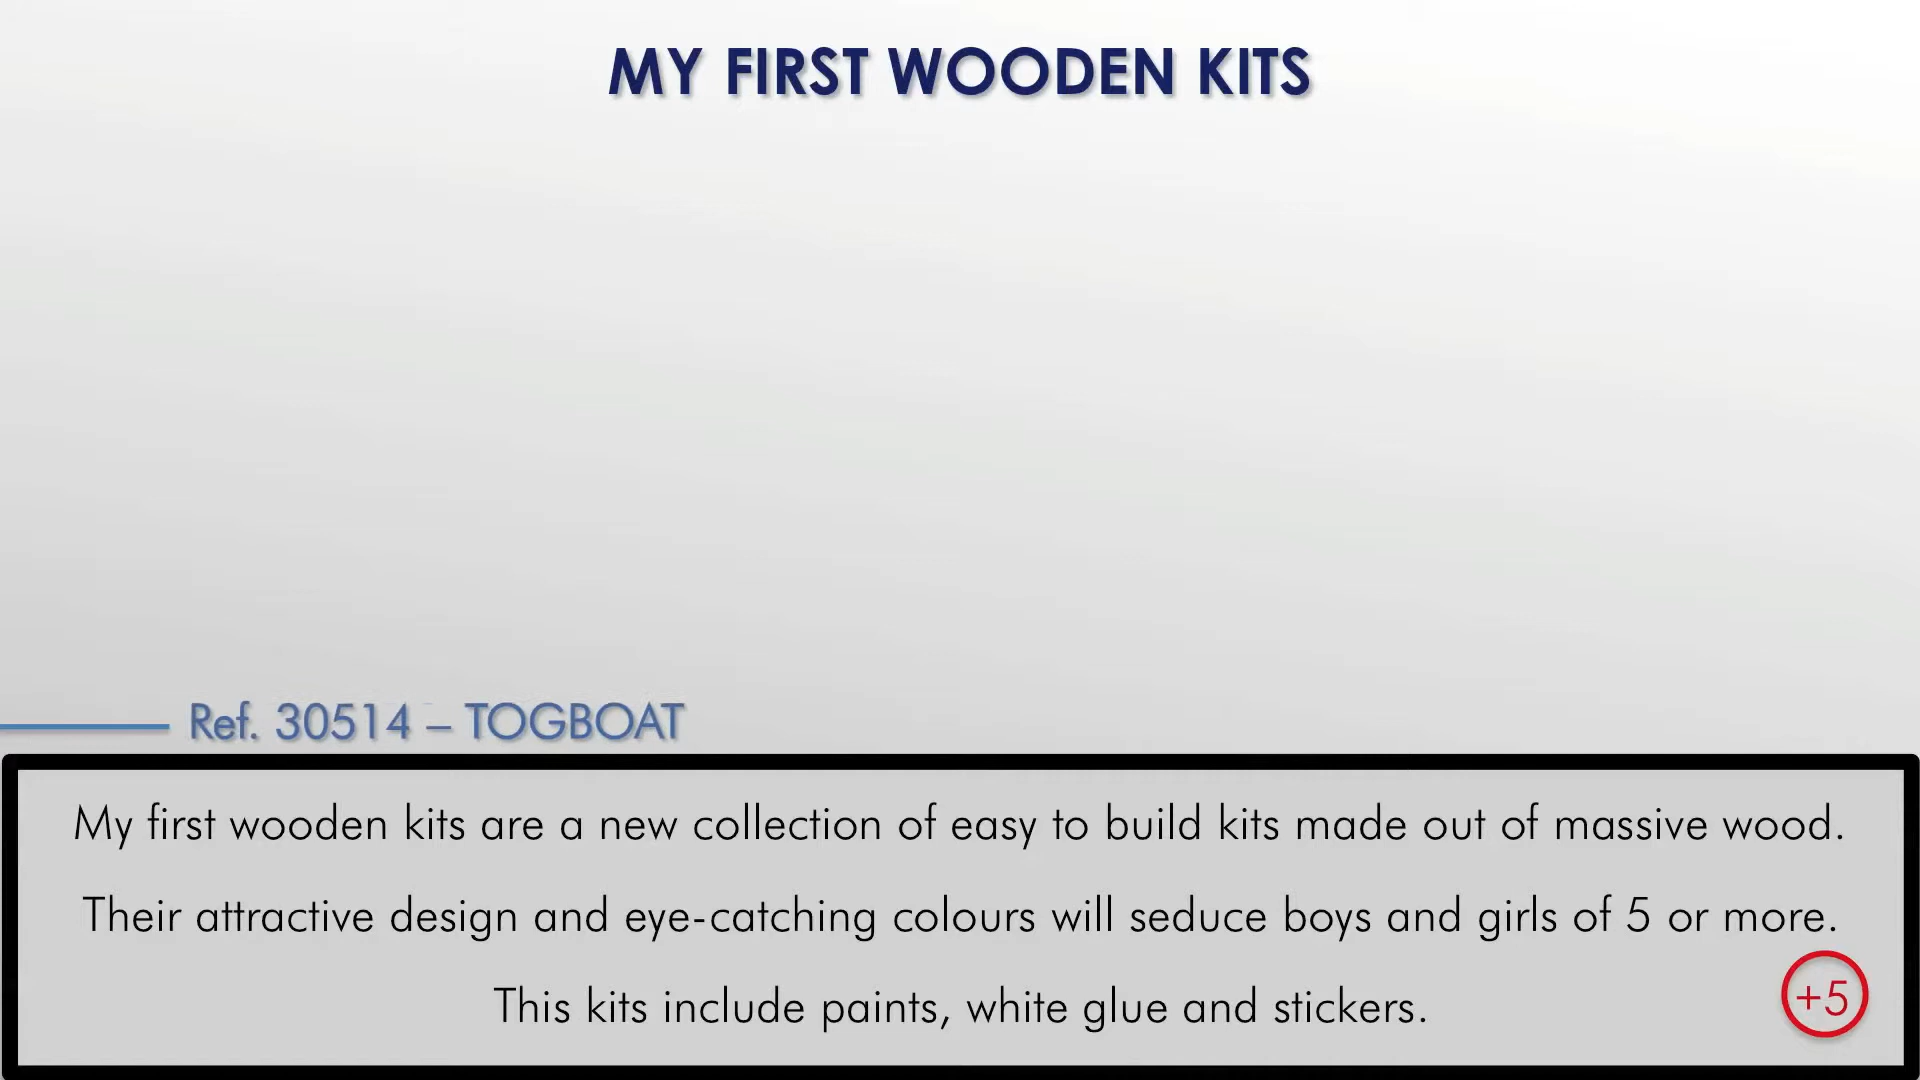 MY FIRST WOODEN KITS
Ref. 30514 – TOGBOAT
My first wooden kits are a new collection of easy to build kits made out of massive wood.
Their attractive design and eye-catching colours will seduce boys and girls of 5 or more.
This kits include paints, white glue and stickers.
+5